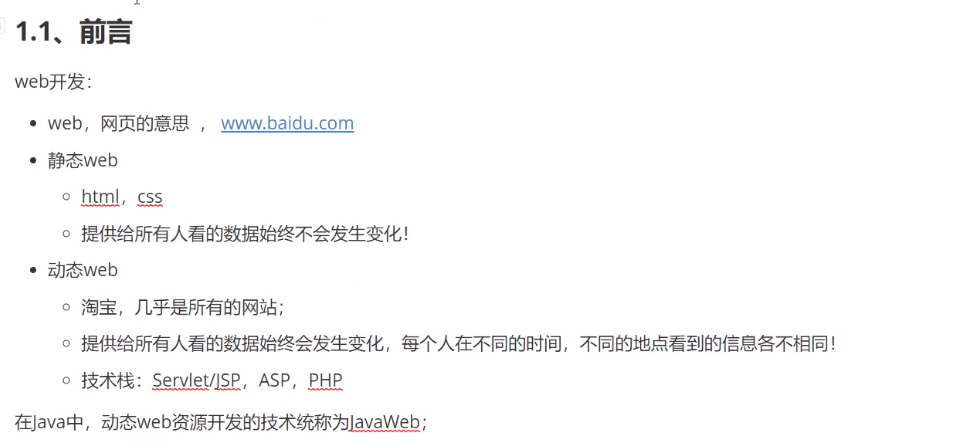 1.1、前言
web开发：
web，网页的意思 ， www.baidu.com
静态web
html，css
提供给所有人看的数据始终不会发生变化！
动态web
淘宝，几乎是所有的网站；
提供给所有人看的数据始终会发生变化，每个人在不同的时间，不同的地点看到的信息各不相同！
技术栈：Servlet/JSP，ASP，PHP
在Java中，动态web资源开发的技术统称为JavaWeb；